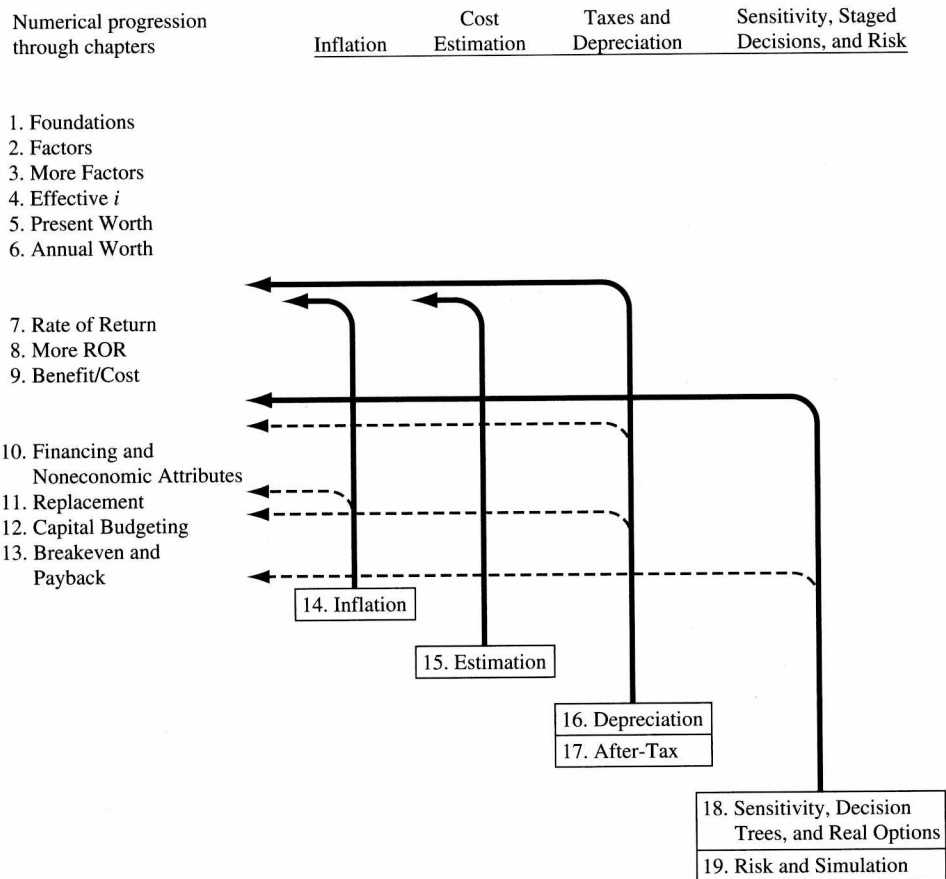 Numerical progression
through chapters
Inflation
Cost
Estimation
Taxes and
Depreciation
Sensitivity, Staged
Decisions, and Risk
1. Foundations
2. Factors
3. More Factors
4. Effective i
5. Present Worth
6. Annual Worth
7. Rate of Return
8. More ROR
9. Benefit/Cost
10. Financing and
Noneconomic Attributes
11. Replacement
12. Capital Budgeting
13. Breakeven and
Payback
14. Inflation
15. Estimation
16. Depreciation
17. After-Tax
18. Sensitivity, Decision
Trees, and Real Options
19. Risk and Simulation